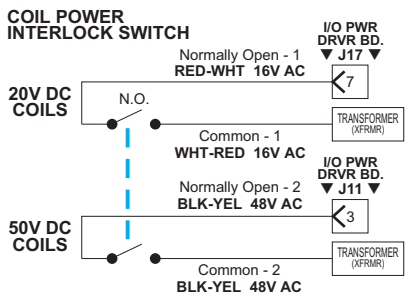 COIL POWER
INTERLOCK SWITCH
I/O PWR
DRVR BD.
▼ J17 ▼
Normally Open - 1
RED-WHT 16V AC
7
20V DC
COILS
N.O.
TRANSFORMER
(XFRMR)
Common - 1
WHT-RED 16V AC
I/O PWR
DRVR BD.
▼ J11 ▼
Normally Open - 2
BLK-YEL 48V AC
3
50V DC
COILS
TRANSFORMER
(XFRMR)
Common - 2
BLK-YEL 48V AC